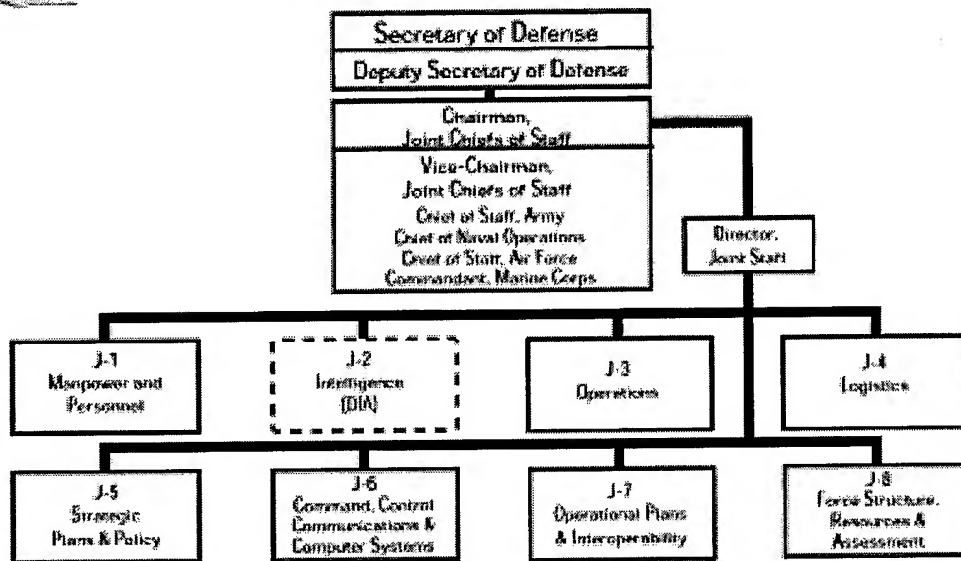 Secretary of Defense
Deputy Secretary of Defense
Chairman,
Joint Chiefs of Staff
Vice-Chairman,
Joint Chiefs of Staff
Chief of Staff, Army
Chief of Naval Operations
Chief of Staff, Air Force
Commandant, Marine Corps
Director,
Joint Staff
J-1
Manpower and
Personnel
J-2
Intelligence
(DIA)
J-3
Operations
J-4
Logistics
J-5
Strategic
Plans & Policy
J-6
Command, Control
Communications &
Computer Systems
J-7
Operational Plans
& Interoperability
J-8
Force Structure,
Resources &
Assessment